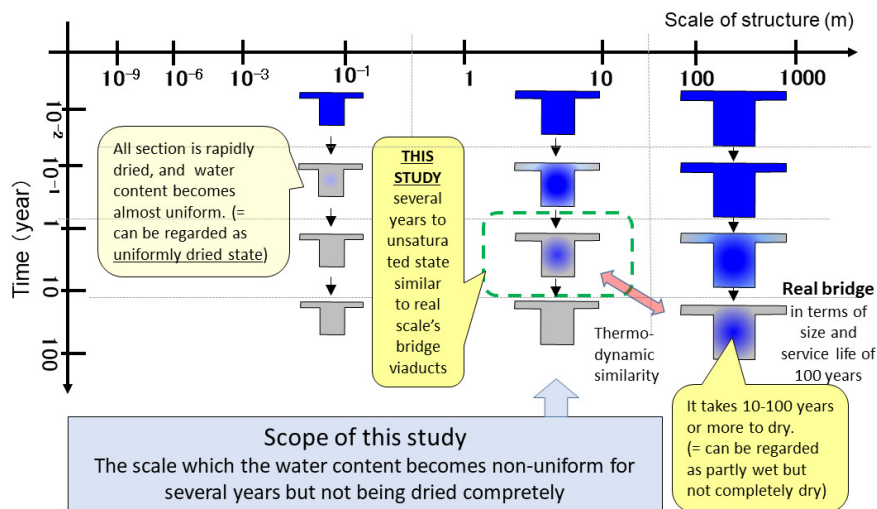 Scale of structure (m)
10⁻⁹
10⁻⁶
10⁻³
10⁻¹
1
10
100
1000
Time (year)
10⁻²
10⁻¹
1
10
100
All section is rapidly
dried, and water
content becomes
almost uniform. (=
can be regarded as
uniformly dried state)
THIS
STUDY
several
years to
unsatura
ted state
similar
to real
scale's
bridge
viaducts
Thermo-
dynamic
similarity
Real bridge
in terms of
size and
service life of
100 years
It takes 10-100 years
or more to dry.
(= can be regarded
as partly wet but
not completely dry)
Scope of this study
The scale which the water content becomes non-uniform for
several years but not being dried compretely